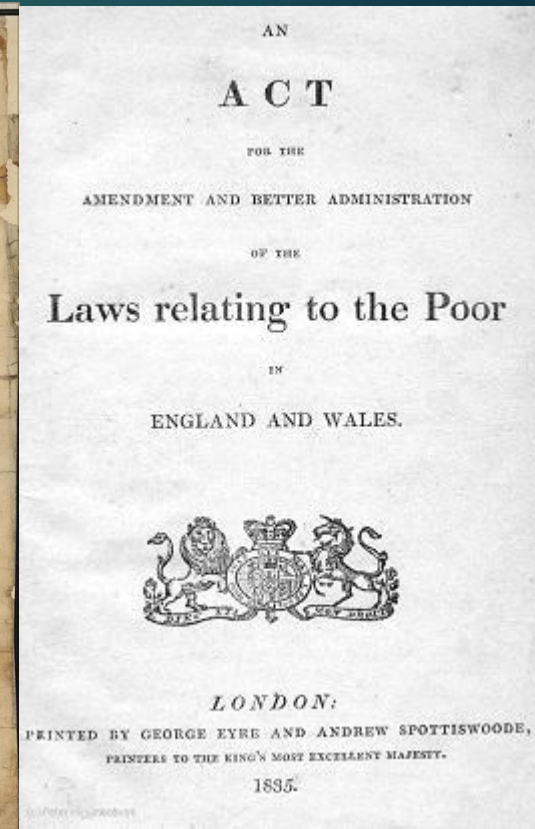 AN
ACT
FOR THE
AMENDMENT AND BETTER ADMINISTRATION
OF THE
Laws relating to the Poor
IN
ENGLAND AND WALES.
LONDON:
PRINTED BY GEORGE EYRE AND ANDREW SPOTTISWOODE,
PRINTERS TO THE KING'S MOST EXCELLENT MAJESTY.
1835.